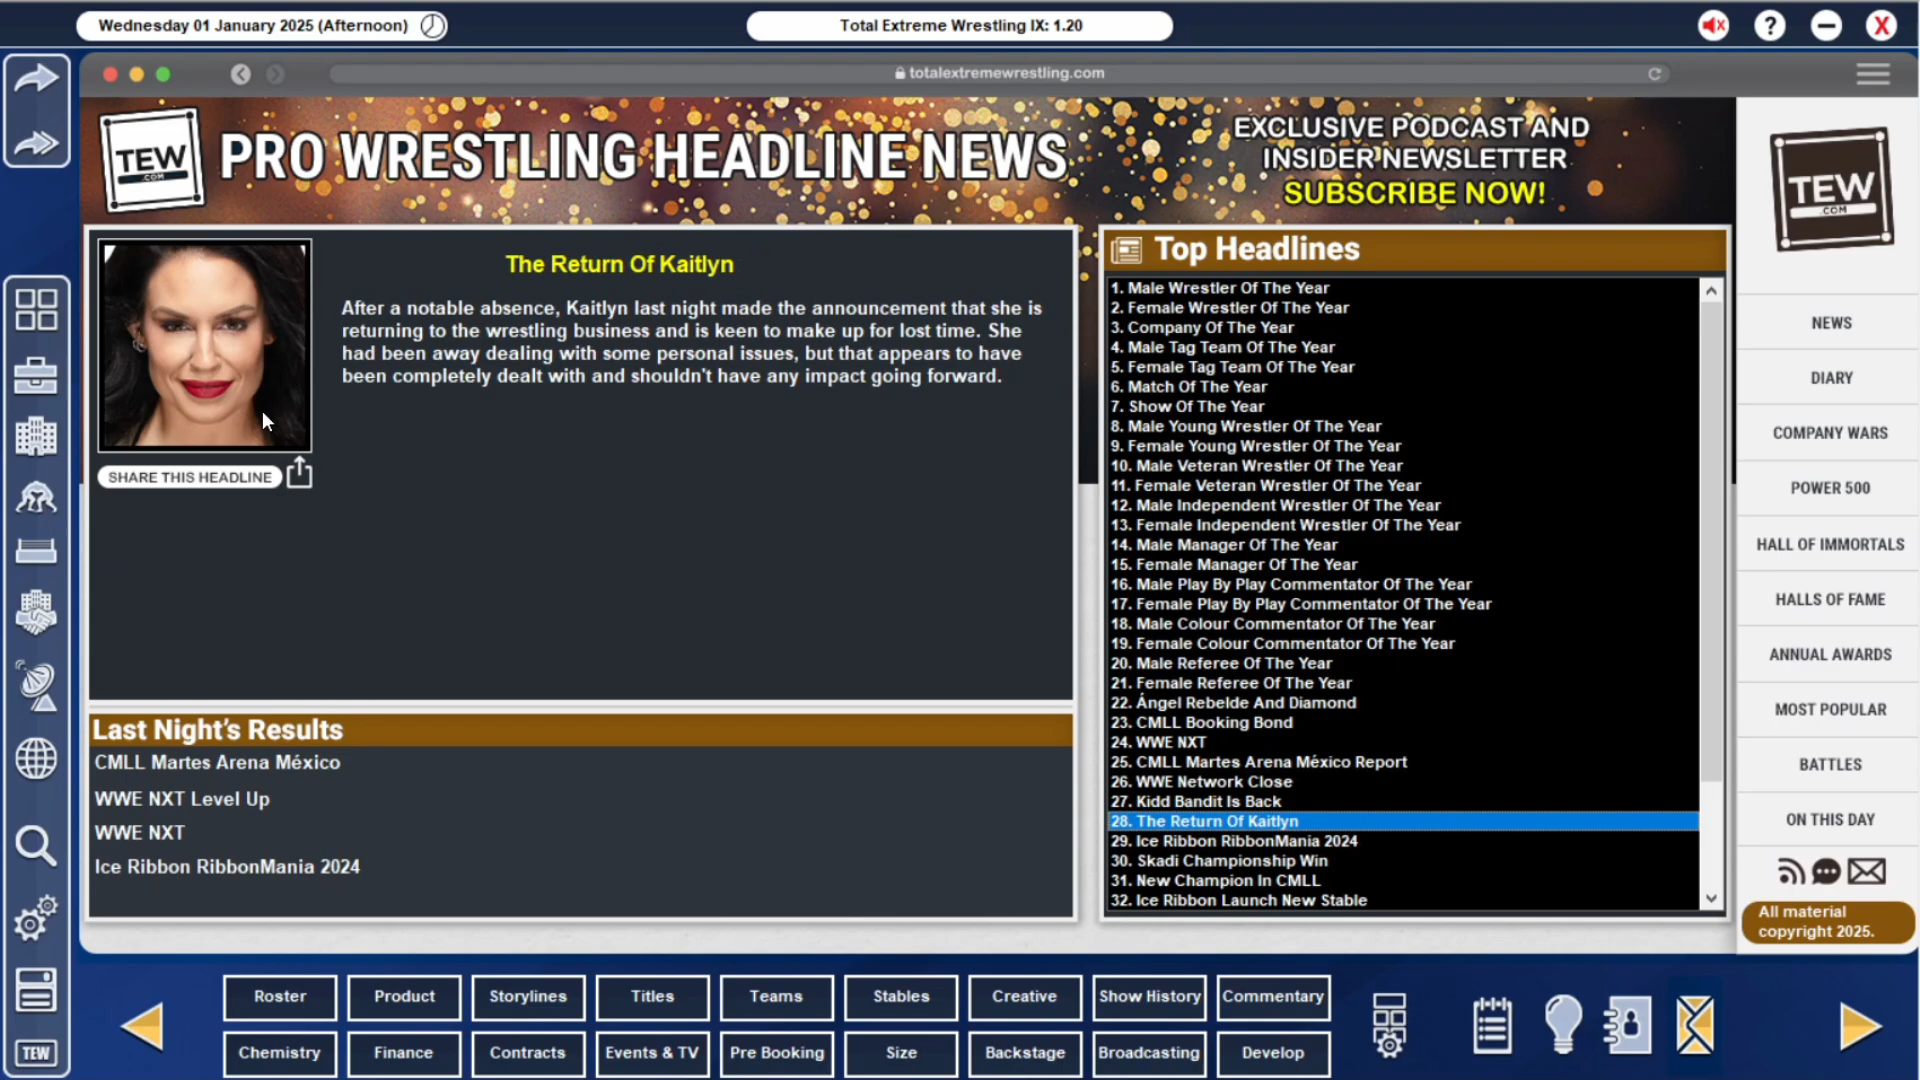 Wednesday 01 January 2025 (Afternoon)
Total Extreme Wrestling IX: 1.20
?
X
totalextremewrestling.com
TEW
.COM
PRO WRESTLING HEADLINE NEWS
EXCLUSIVE PODCAST AND
INSIDER NEWSLETTER
SUBSCRIBE NOW!
TEW
.COM
The Return Of Kaitlyn
After a notable absence, Kaitlyn last night made the announcement that she is
returning to the wrestling business and is keen to make up for lost time. She
had been away dealing with some personal issues, but that appears to have
been completely dealt with and shouldn't have any impact going forward.
SHARE THIS HEADLINE
Last Night's Results
CMLL Martes Arena México
WWE NXT Level Up
WWE NXT
Ice Ribbon RibbonMania 2024
Top Headlines
1. Male Wrestler Of The Year
2. Female Wrestler Of The Year
3. Company Of The Year
4. Male Tag Team Of The Year
5. Female Tag Team Of The Year
6. Match Of The Year
7. Show Of The Year
8. Male Young Wrestler Of The Year
9. Female Young Wrestler Of The Year
10. Male Veteran Wrestler Of The Year
11. Female Veteran Wrestler Of The Year
12. Male Independent Wrestler Of The Year
13. Female Independent Wrestler Of The Year
14. Male Manager Of The Year
15. Female Manager Of The Year
16. Male Play By Play Commentator Of The Year
17. Female Play By Play Commentator Of The Year
18. Male Colour Commentator Of The Year
19. Female Colour Commentator Of The Year
20. Male Referee Of The Year
21. Female Referee Of The Year
22. Ángel Rebelde And Diamond
23. CMLL Booking Bond
24. WWE NXT
25. CMLL Martes Arena México Report
26. WWE Network Close
27. Kidd Bandit Is Back
28. The Return Of Kaitlyn
29. Ice Ribbon RibbonMania 2024
30. Skadi Championship Win
31. New Champion In CMLL
32. Ice Ribbon Launch New Stable
NEWS
DIARY
COMPANY WARS
POWER 500
HALL OF IMMORTALS
HALLS OF FAME
ANNUAL AWARDS
MOST POPULAR
BATTLES
ON THIS DAY
All material
copyright 2025.
TEW
Roster
Product
Storylines
Titles
Teams
Stables
Creative
Show History
Commentary
Chemistry
Finance
Contracts
Events & TV
Pre Booking
Size
Backstage
Broadcasting
Develop